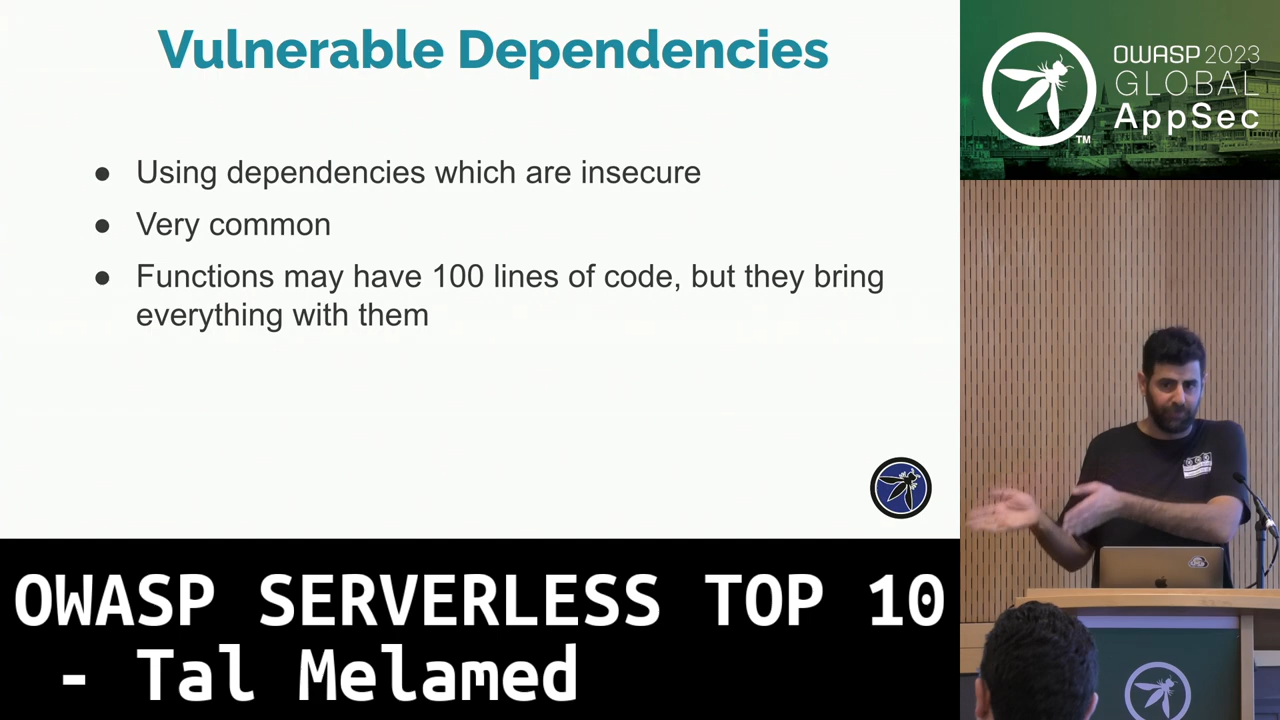 Vulnerable Dependencies
● Using dependencies which are insecure
● Very common
● Functions may have 100 lines of code, but they bring
everything with them
OWASP SERVERLESS TOP 10
- Tal Melamed
OWASP 2023
GLOBAL
AppSec
TM